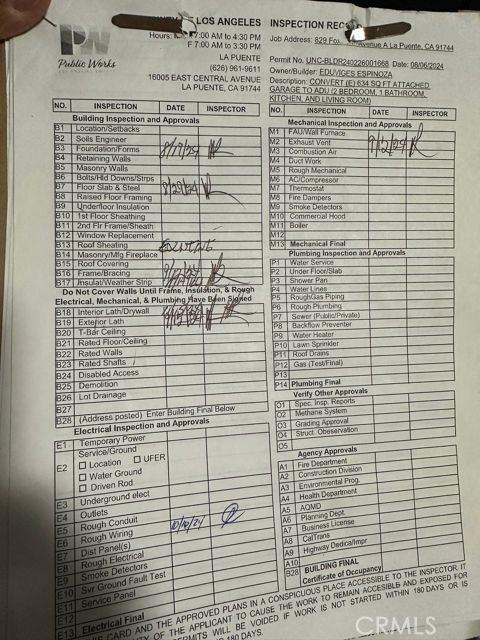 LOS ANGELES INSPECTION
Hours: AM to 4:30 PM
F 7:00 AM to 3:30 PM
LA PUENTE
(626) 961-9611
16005 EAST CENTRAL AVENUE
LA PUENTE, CA 91744
Public Works
Job Address: 829 A La Puente, CA 91744
Permit No. UNC-BLDR240226001668 Date: 08/06/2024
Owner/Builder: EDUVIGES ESPINOZA
Description: CONVERT (E) 634 SQ FT ATTACHED
GARAGE TO ADU (2 BEDROOM, 1 BATHROOM,
KITCHEN, AND LIVING ROOM)
NO. INSPECTION DATE INSPECTOR
Building Inspection and Approvals
B1 Location/Setbacks
B2 Soils Engineer
B3 Foundation/Forms
B4 Retaining Walls
B5 Masonry Walls
B6 Bolts/Hld Downs/Strps
B7 Floor Slab & Steel 8/29/24
B8 Raised Floor Framing
B9 Underfloor Insulation
B10 1st Floor Sheathing
B11 2nd Flr Frame/Sheath
B12 Window Replacement
B13 Roof Sheating
B14 Masonry/Mfg Fireplace
B15 Roof Covering
B16 Frame/Bracing
B17 Insulat/Weather Strip
Do Not Cover Walls Until Frame, Insulation, & Rough
Electrical, Mechanical, & Plumbing Have Been Signed
B18 Interior Lath/Drywall
B19 Exterior Lath
B20 T-Bar Ceiling
B21 Rated Floor/Ceiling
B22 Rated Walls
B23 Rated Shafts
B24 Disabled Access
B25 Demolition
B26 Lot Drainage
B27
B28 (Address posted) Enter Building Final Below
Electrical Inspection and Approvals
E1 Temporary Power
E2 Service/Ground
Location UFER
Water Ground
Driven Rod
E3 Underground elect
E4 Outlets
E5 Rough Conduit
E6 Rough Wiring 10/10/24
E7 Dist Panel(s)
E8 Rough Electrical
E9 Smoke Detectors
E10 Svr Ground Fault Test
E11 Service Panel
E12
E13 Electrical Final
NO. INSPECTION DATE INSPECTOR
Mechanical Inspection and Approvals
M1 FAU/Wall Furnace
M2 Exhaust Vent
M3 Combustion Air
M4 Duct Work
M5 Rough Mechanical
M6 AC/Compressor
M7 Thermostat
M8 Fire Dampers
M9 Smoke Detectors
M10 Commercial Hood
M11 Boiler
M12
M13 Mechanical Final
Plumbing Inspection and Approvals
P1 Water Service
P2 Under Floor/Slab
P3 Shower Pan
P4 Water Lines
P5 RoughGas Piping
P6 Rough Plumbing
P7 Sewer (Public/Private)
P8 Backflow Preventer
P9 Water Heater
P10 Lawn Sprinkler
P11 Roof Drains
P12 Gas (Test/Final)
P13
P14 Plumbing Final
Verify Other Approvals
O1 Spec. Insp. Reports
O2 Methane System
O3 Grading Approval
O4 Struct. Obeservation
O5
Agency Approvals
A1 Fire Department
A2 Construction Division
A3 Environmental Prog.
A4 Health Department
A5 AQMD
A6 Planning Dept.
A7 Business License
A8 CalTrans
A9 Highway Dedica/Impr
A10
B28 BUILDING FINAL
Certificate of Occupancy
CARD AND THE APPROVED PLANS IN A CONSPICIOUS PLACE ACCESSIBLE TO THE INSPECTOR. IT
OF THE APPLICANT TO CAUSE THE WORK TO REMAIN ACCESSIBLE AND EXPOSED FOR
PERMITS WILL BE VOIDED IF WORK IS NOT STARTED WITHIN 180 DAYS OR IS
180 DAYS.
CRMLS